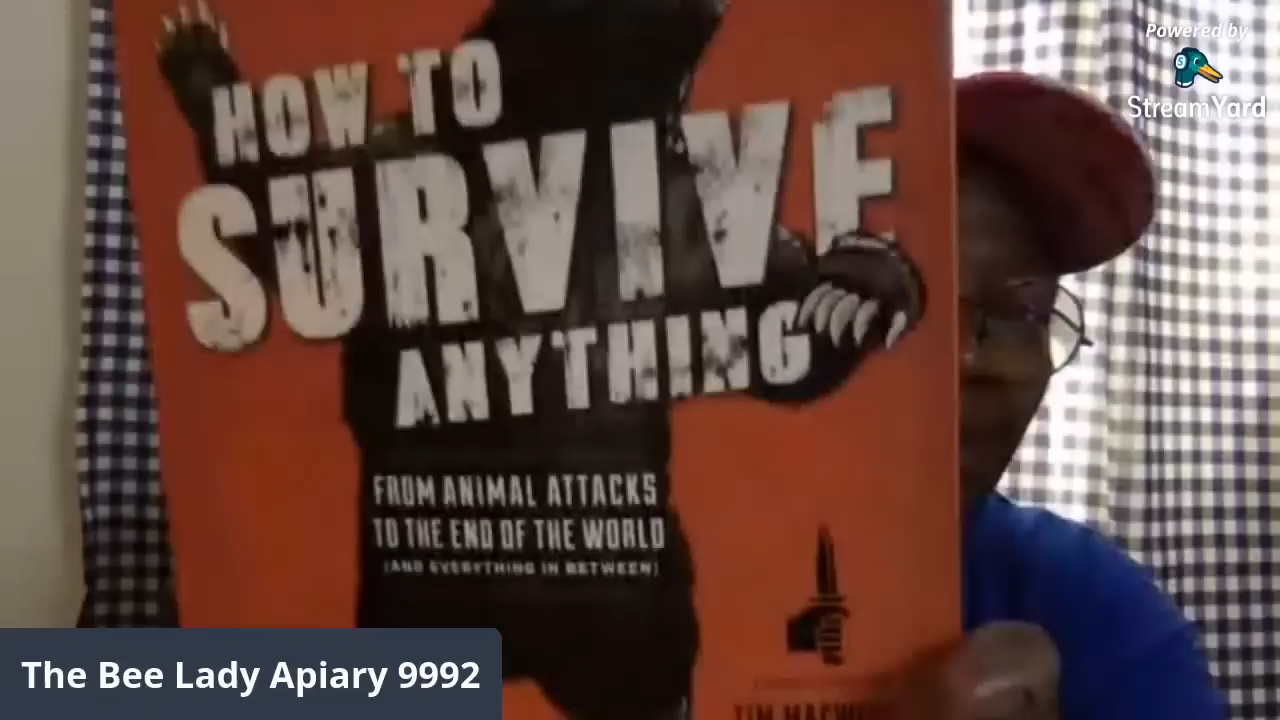 Powered by
StreamYard
HOW TO
SURVIVE
ANYTHING
FROM ANIMAL ATTACKS
TO THE END OF THE WORLD
(AND EVERYTHING IN BETWEEN)
TIM
The Bee Lady Apiary 9992